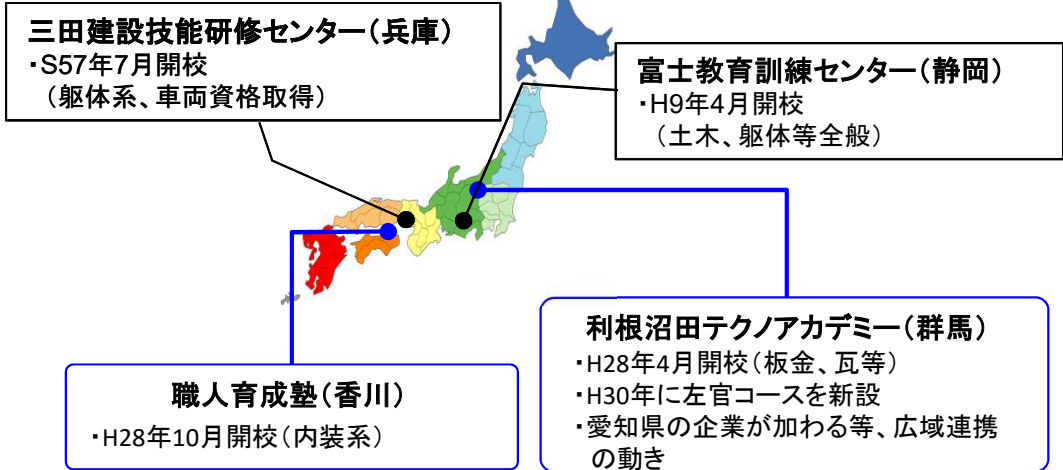 三田建設技能研修センター(兵庫)
・S57年7月開校
(躯体系、車両資格取得)
富士教育訓練センター(静岡)
・H9年4月開校
(土木、躯体等全般)
職人育成塾(香川)
・H28年10月開校(内装系)
利根沼田テクノアカデミー(群馬)
・H28年4月開校(板金、瓦等)
・H30年に左官コースを新設
・愛知県の企業が加わる等、広域連携
の動き